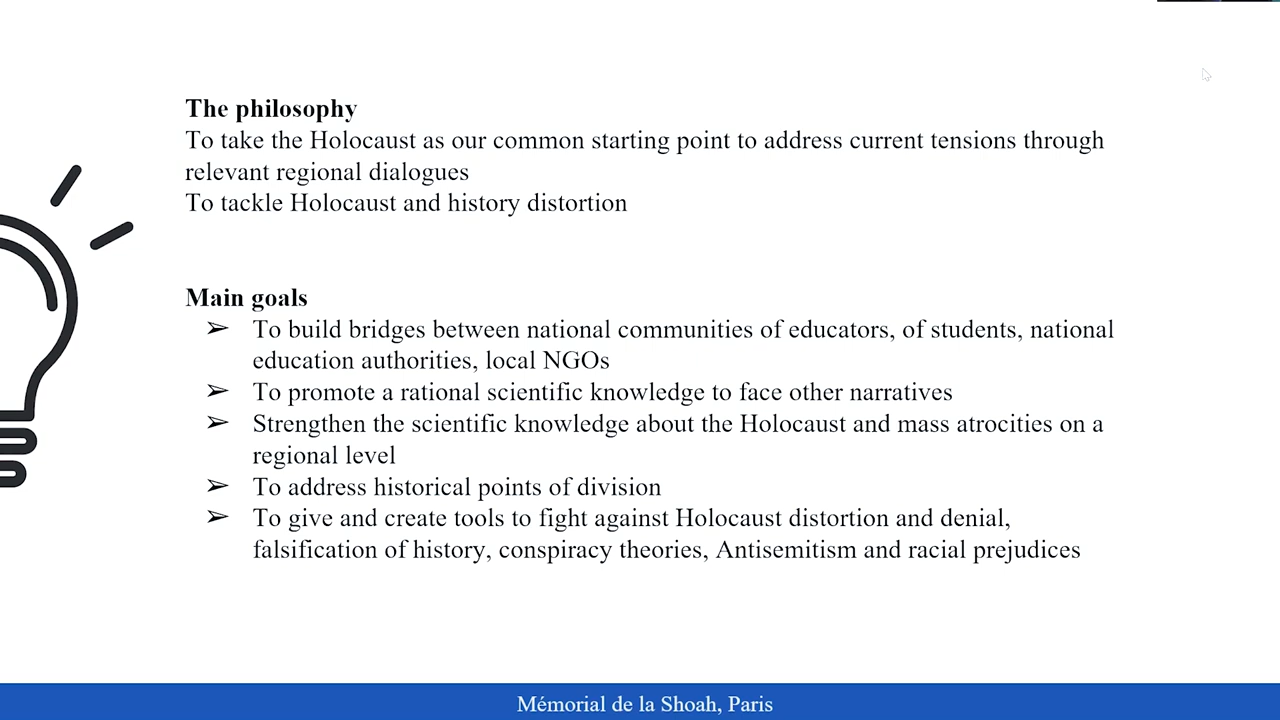 The philosophy
To take the Holocaust as our common starting point to address current tensions through
relevant regional dialogues
To tackle Holocaust and history distortion
Main goals
➢ To build bridges between national communities of educators, of students, national
education authorities, local NGOs
➢ To promote a rational scientific knowledge to face other narratives
➢ Strengthen the scientific knowledge about the Holocaust and mass atrocities on a
regional level
➢ To address historical points of division
➢ To give and create tools to fight against Holocaust distortion and denial,
falsification of history, conspiracy theories, Antisemitism and racial prejudices
Mémorial de la Shoah, Paris